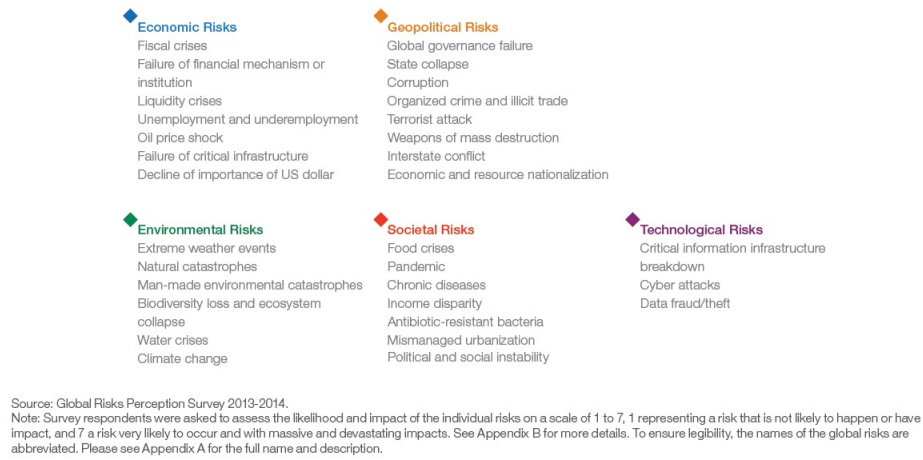 Economic Risks
Fiscal crises
Failure of financial mechanism or
institution
Liquidity crises
Unemployment and underemployment
Oil price shock
Failure of critical infrastructure
Decline of importance of US dollar
Geopolitical Risks
Global governance failure
State collapse
Corruption
Organized crime and illicit trade
Terrorist attack
Weapons of mass destruction
Interstate conflict
Economic and resource nationalization
Environmental Risks
Extreme weather events
Natural catastrophes
Man-made environmental catastrophes
Biodiversity loss and ecosystem
collapse
Water crises
Climate change
Societal Risks
Food crises
Pandemic
Chronic diseases
Income disparity
Antibiotic-resistant bacteria
Mismanaged urbanization
Political and social instability
Technological Risks
Critical information infrastructure
breakdown
Cyber attacks
Data fraud/theft
Source: Global Risks Perception Survey 2013-2014.
Note: Survey respondents were asked to assess the likelihood and impact of the individual risks on a scale of 1 to 7, 1 representing a risk that is not likely to happen or have
impact, and 7 a risk very likely to occur and with massive and devastating impacts. See Appendix B for more details. To ensure legibility, the names of the global risks are
abbreviated. Please see Appendix A for the full name and description.